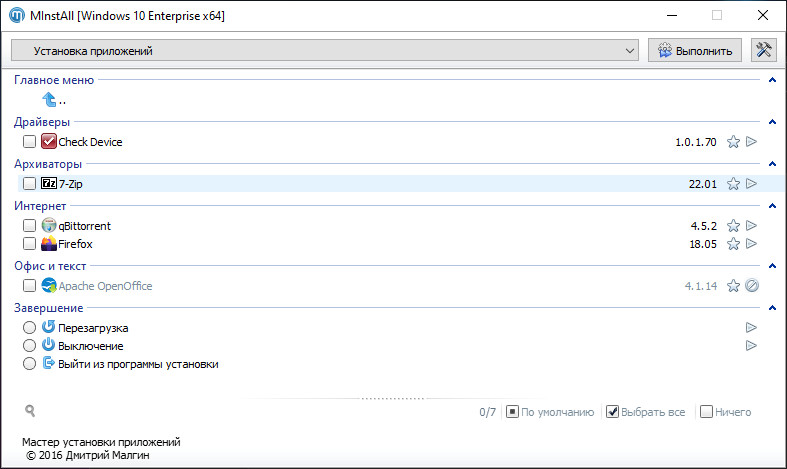 MInstAll [Windows 10 Enterprise x64]
Установка приложений Выполнить
Главное меню
..
Драйверы
Check Device 1.0.1.70
Архиваторы
7z 7-Zip 22.01
Интернет
qBittorrent 4.5.2
Firefox 18.05
Офис и текст
Apache OpenOffice 4.1.14
Завершение
Перезагрузка
Выключение
Выйти из программы установки
0/7 По умолчанию Выбрать все Ничего
Мастер установки приложений
© 2016 Дмитрий Малгин